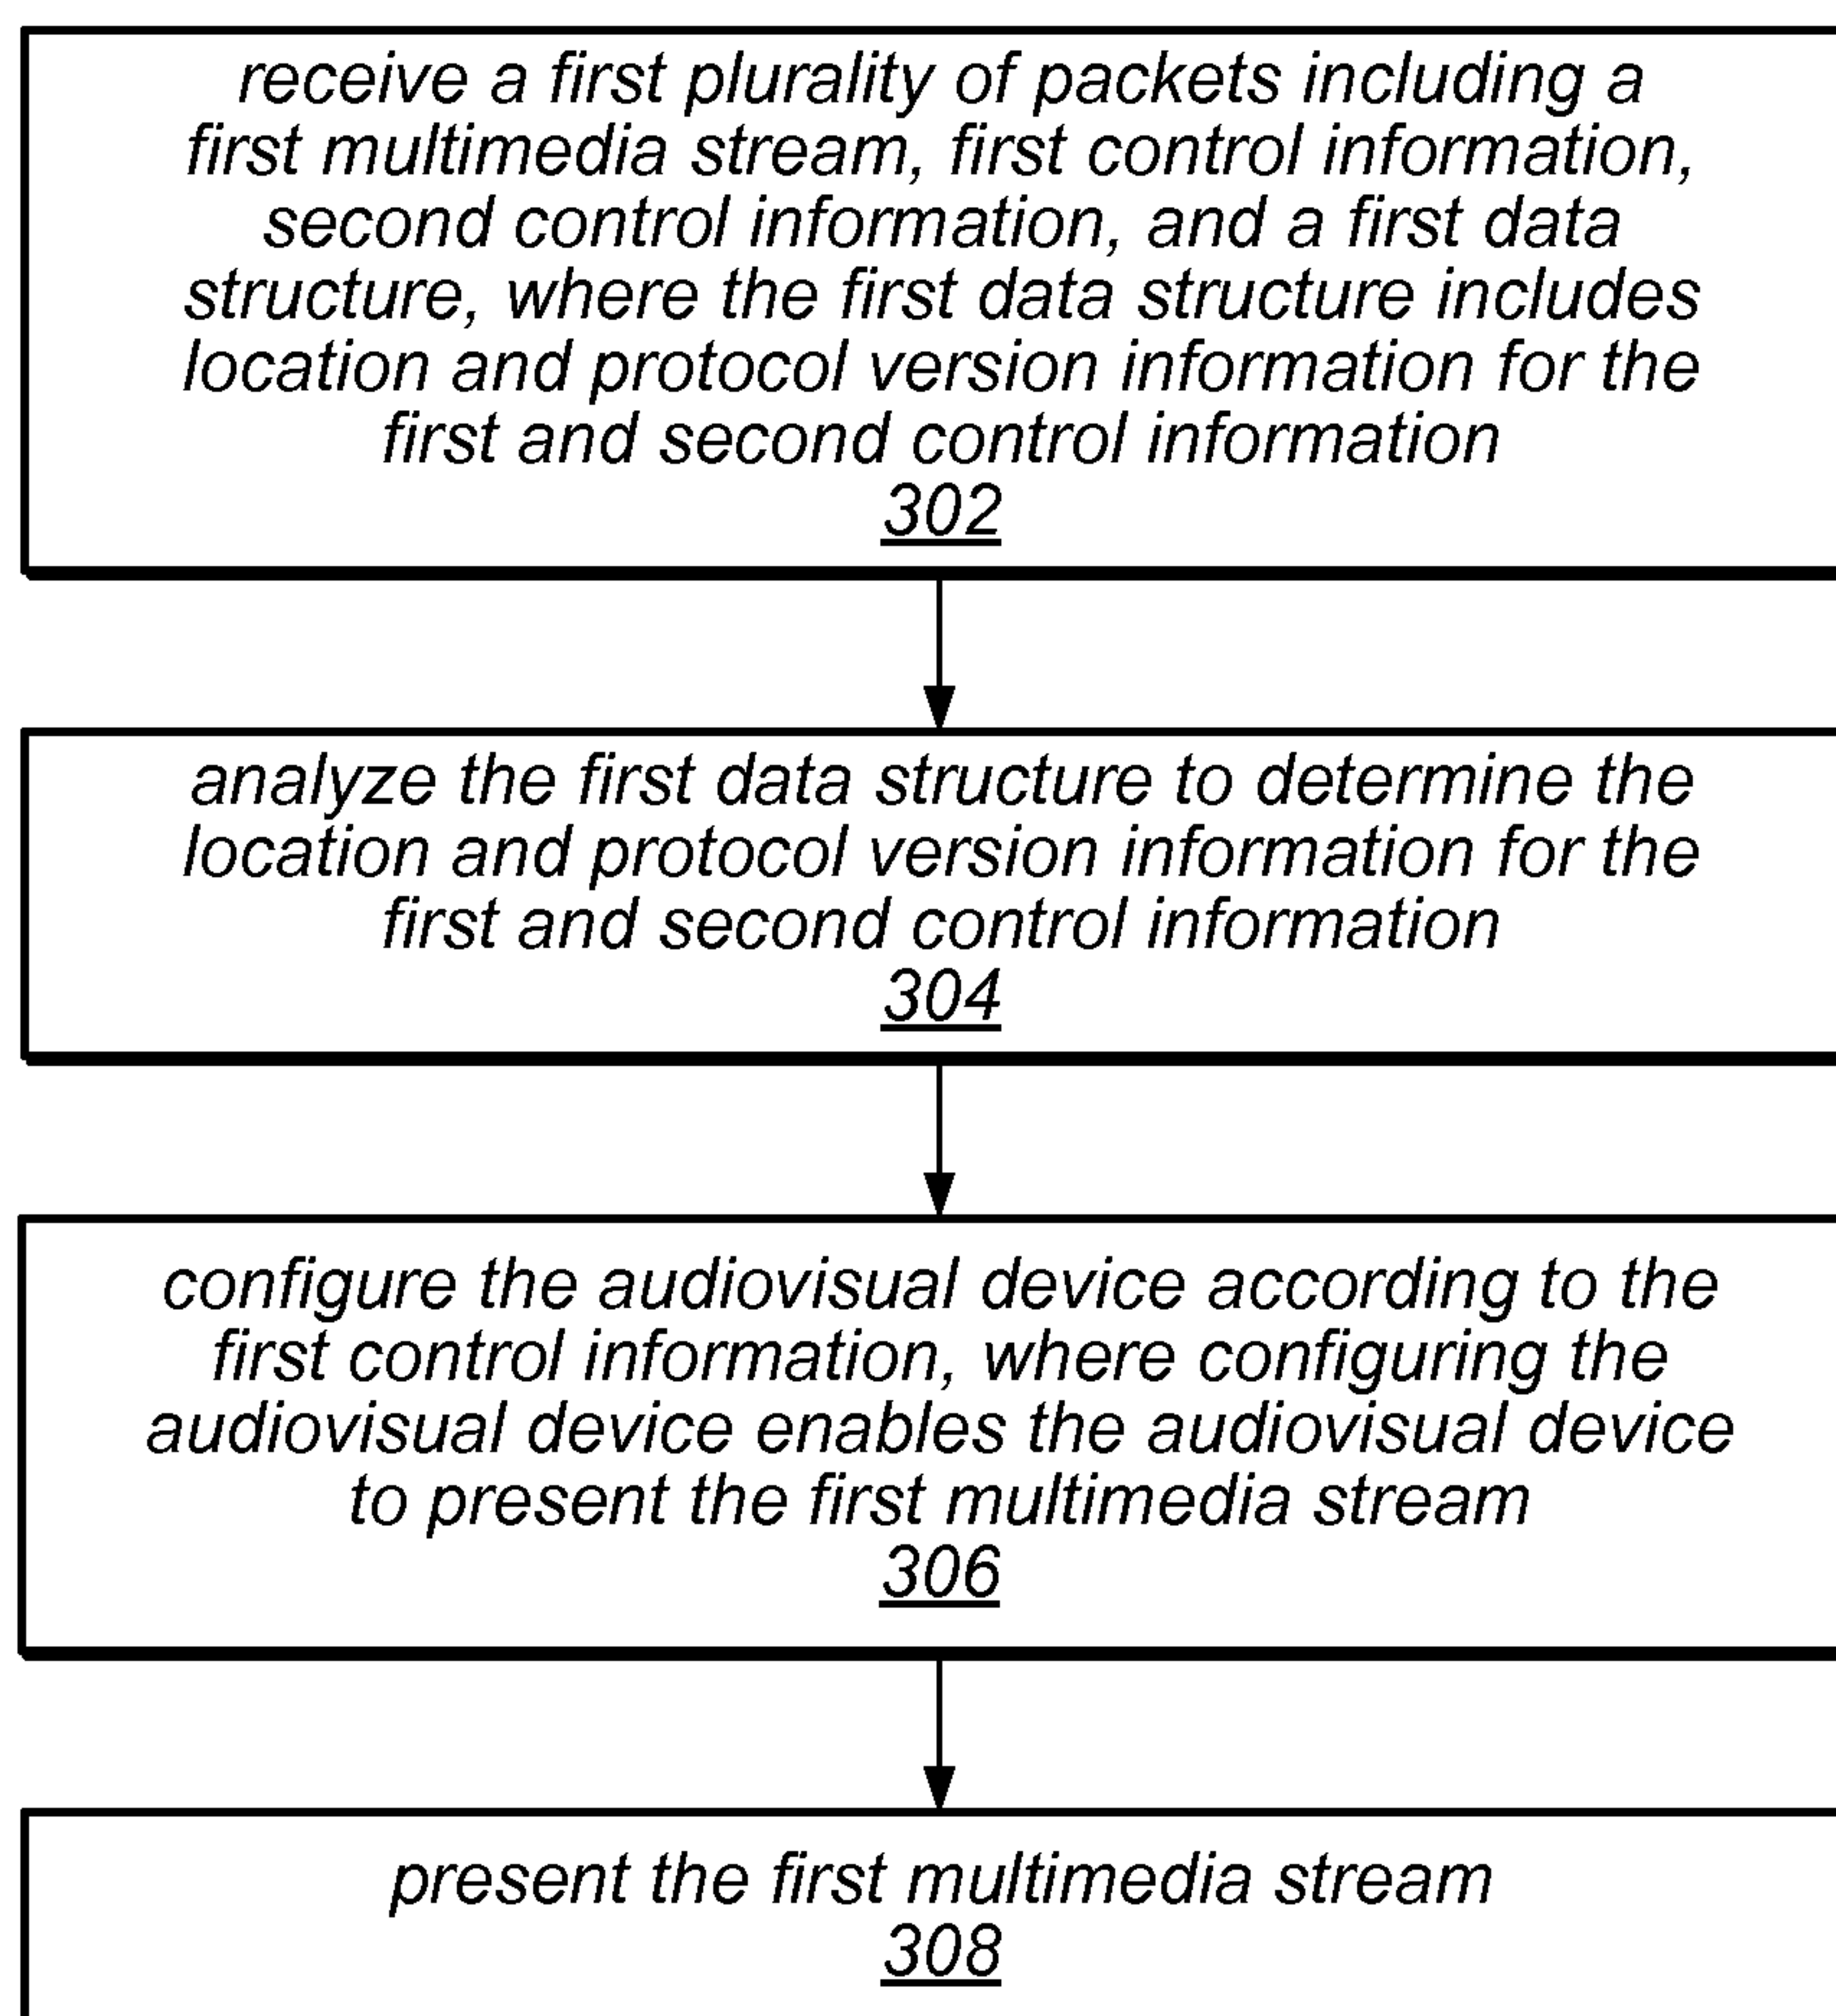 receive a first plurality of packets including a
first multimedia stream, first control information,
second control information, and a first data
structure, where the first data structure includes
location and protocol version information for the
first and second control information
302
analyze the first data structure to determine the
location and protocol version information for the
first and second control information
304
configure the audiovisual device according to the
first control information, where configuring the
audiovisual device enables the audiovisual device
to present the first multimedia stream
306
present the first multimedia stream
308